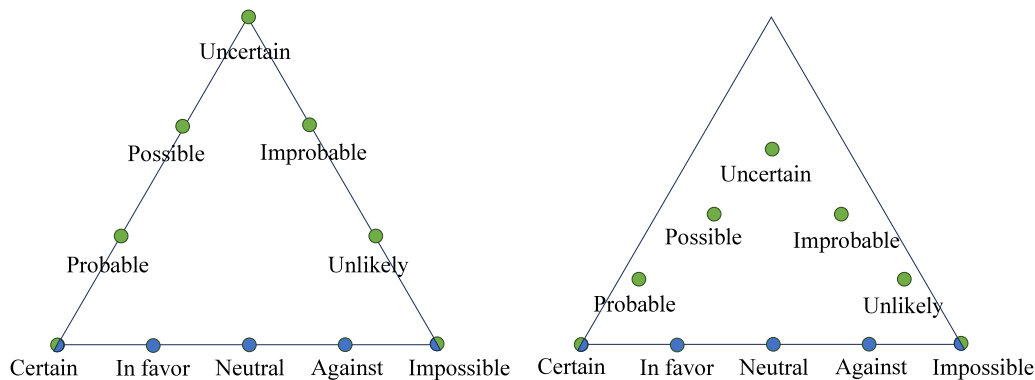 Uncertain
Possible
Improbable
Probable
Unlikely
Certain
In favor
Neutral
Against
Impossible
Uncertain
Possible
Improbable
Probable
Unlikely
Certain
In favor
Neutral
Against
Impossible